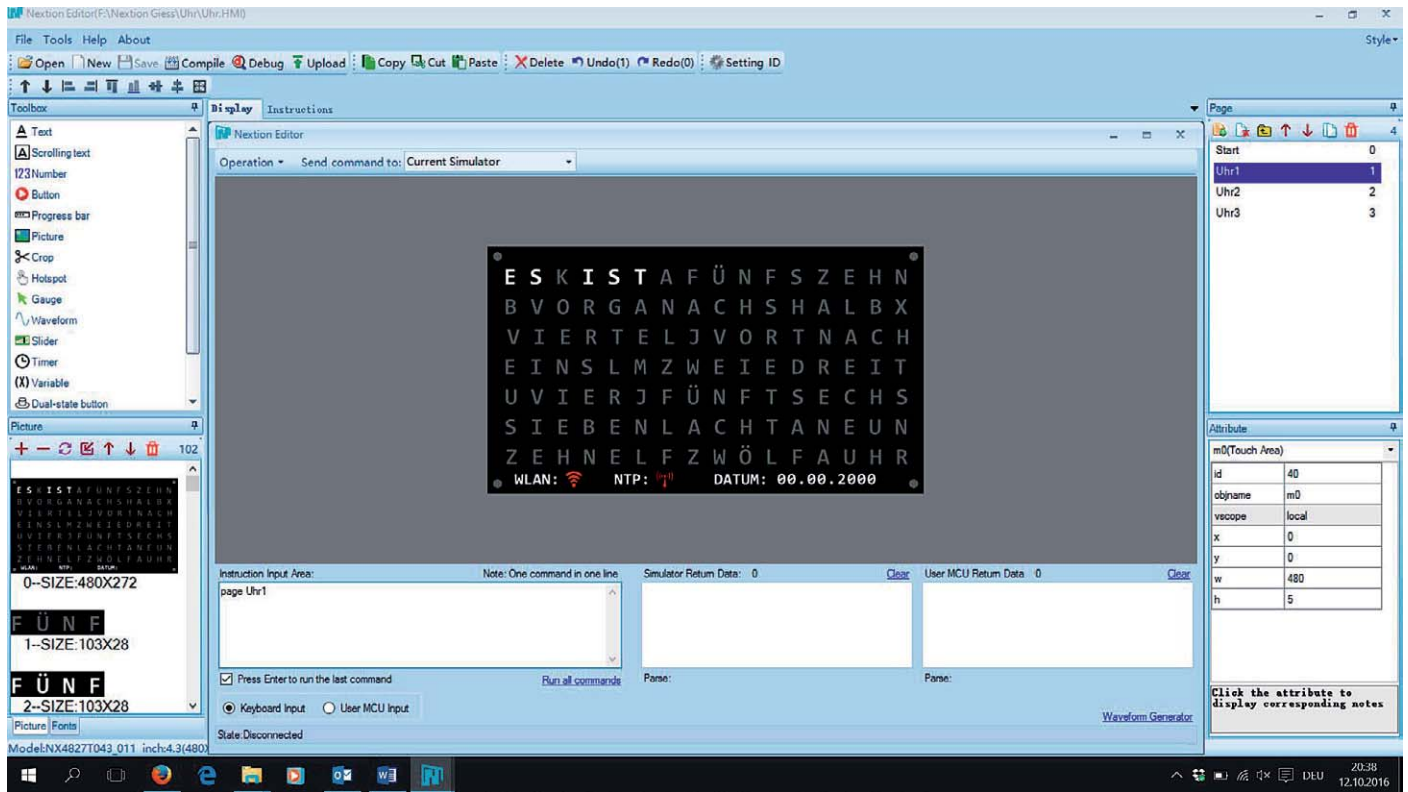 Nextion Editor(F:\Nextion Giess\Uhr\Uhr.HMI)
File Tools Help About
Style
Open New Save Compile Debug Upload Copy Cut Paste Delete Undo(1) Redo(0) Setting ID
Toolbox
Text
Scrolling text
Number
Button
Progress bar
Picture
Crop
Hotspot
Gauge
Waveform
Slider
Timer
Variable
Dual-state button
Picture
102
0--SIZE:480X272
FÜNF
1--SIZE:103X28
FÜNF
2--SIZE:103X28
Picture Fonts
Model:NX4827T043_011 inch:4.3(480X
Display Instructions
Nextion Editor
Operation Send command to: Current Simulator
ESKISTAFÜNFSZEHN
BVORGANACHSHALBX
VIERTELJVORTNACH
EINSLMZWEIEDREIT
UVIERJFÜNFTSECHS
SIEBENLACHTANEUN
ZEHNELFZWÖLFAUHR
WLAN: NTP: DATUM: 00.00.2000
Instruction Input Area: Note: One command in one line
page Uhr1
Press Enter to run the last command Run all commands
Keyboard Input User MCU Input
State:Disconnected
Simulator Return Data: 0 Clear
Parse:
User MCU Return Data 0 Clear
Parse:
Waveform Generator
Page
4
Start 0
Uhr1 1
Uhr2 2
Uhr3 3
Attribute
m0(Touch Area)
id 40
objname m0
vscope local
x 0
y 0
w 480
h 5
Click the attribute to
display corresponding notes
DEU
20:38
12.10.2016